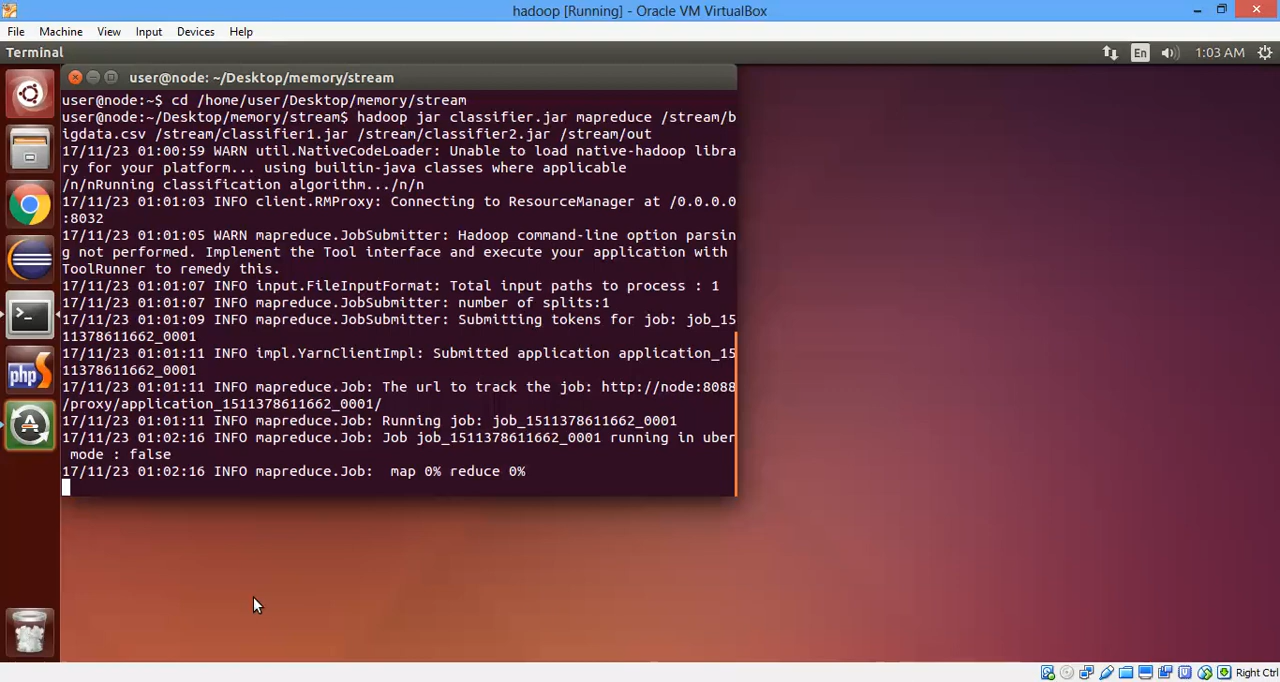 hadoop [Running] - Oracle VM VirtualBox
File Machine View Input Devices Help
Terminal En 1:03 AM
user@node: ~/Desktop/memory/stream
user@node:~$ cd /home/user/Desktop/memory/stream
user@node:~/Desktop/memory/stream$ hadoop jar classifier.jar mapreduce /stream/b
igdata.csv /stream/classifier1.jar /stream/classifier2.jar /stream/out
17/11/23 01:00:59 WARN util.NativeCodeLoader: Unable to load native-hadoop libra
ry for your platform... using builtin-java classes where applicable
/n/nRunning classification algorithm.../n/n
17/11/23 01:01:03 INFO client.RMProxy: Connecting to ResourceManager at /0.0.0.0
:8032
17/11/23 01:01:05 WARN mapreduce.JobSubmitter: Hadoop command-line option parsin
g not performed. Implement the Tool interface and execute your application with
ToolRunner to remedy this.
17/11/23 01:01:07 INFO input.FileInputFormat: Total input paths to process : 1
17/11/23 01:01:07 INFO mapreduce.JobSubmitter: number of splits:1
17/11/23 01:01:09 INFO mapreduce.JobSubmitter: Submitting tokens for job: job_15
11378611662_0001
17/11/23 01:01:11 INFO impl.YarnClientImpl: Submitted application application_15
11378611662_0001
17/11/23 01:01:11 INFO mapreduce.Job: The url to track the job: http://node:8088
/proxy/application_1511378611662_0001/
17/11/23 01:01:11 INFO mapreduce.Job: Running job: job_1511378611662_0001
17/11/23 01:02:16 INFO mapreduce.Job: Job job_1511378611662_0001 running in uber
mode : false
17/11/23 01:02:16 INFO mapreduce.Job:  map 0% reduce 0%
php
Right Ctrl